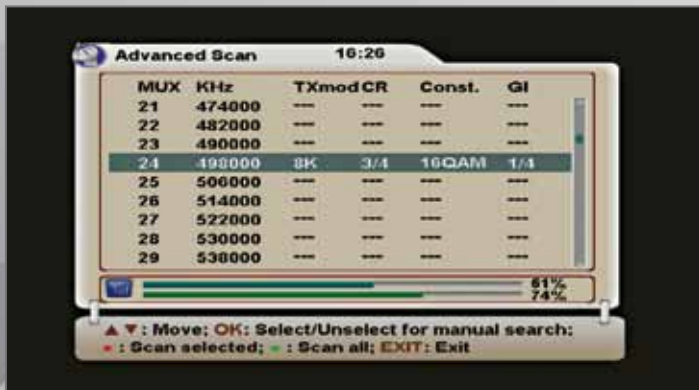 Advanced Scan 16:26
MUX KHz TXmod CR Const. GI
21 474000 --- --- --- ---
22 482000 --- --- --- ---
23 490000 --- --- --- ---
24 498000 8K 3/4 16QAM 1/4
25 506000 --- --- --- ---
26 514000 --- --- --- ---
27 522000 --- --- --- ---
28 530000 --- --- --- ---
29 538000 --- --- --- ---
61%
74%
▲ ▼ : Move; OK: Select/Unselect for manual search;
: Scan selected; : Scan all; EXIT: Exit